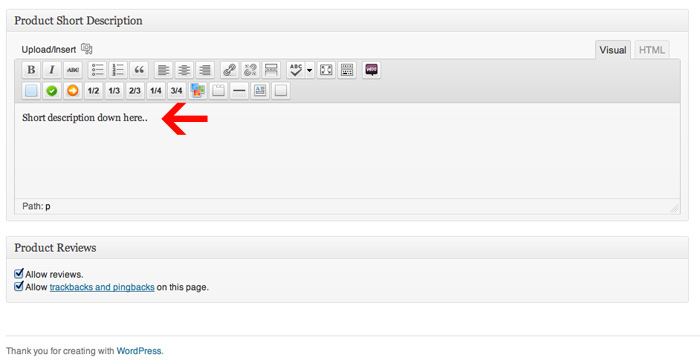 Product Short Description
Upload/Insert
Visual HTML
B I ABC ABC
1/2 1/3 2/3 1/4 3/4
Short description down here..
Path: p
Product Reviews
Allow reviews.
Allow trackbacks and pingbacks on this page.
Thank you for creating with WordPress.